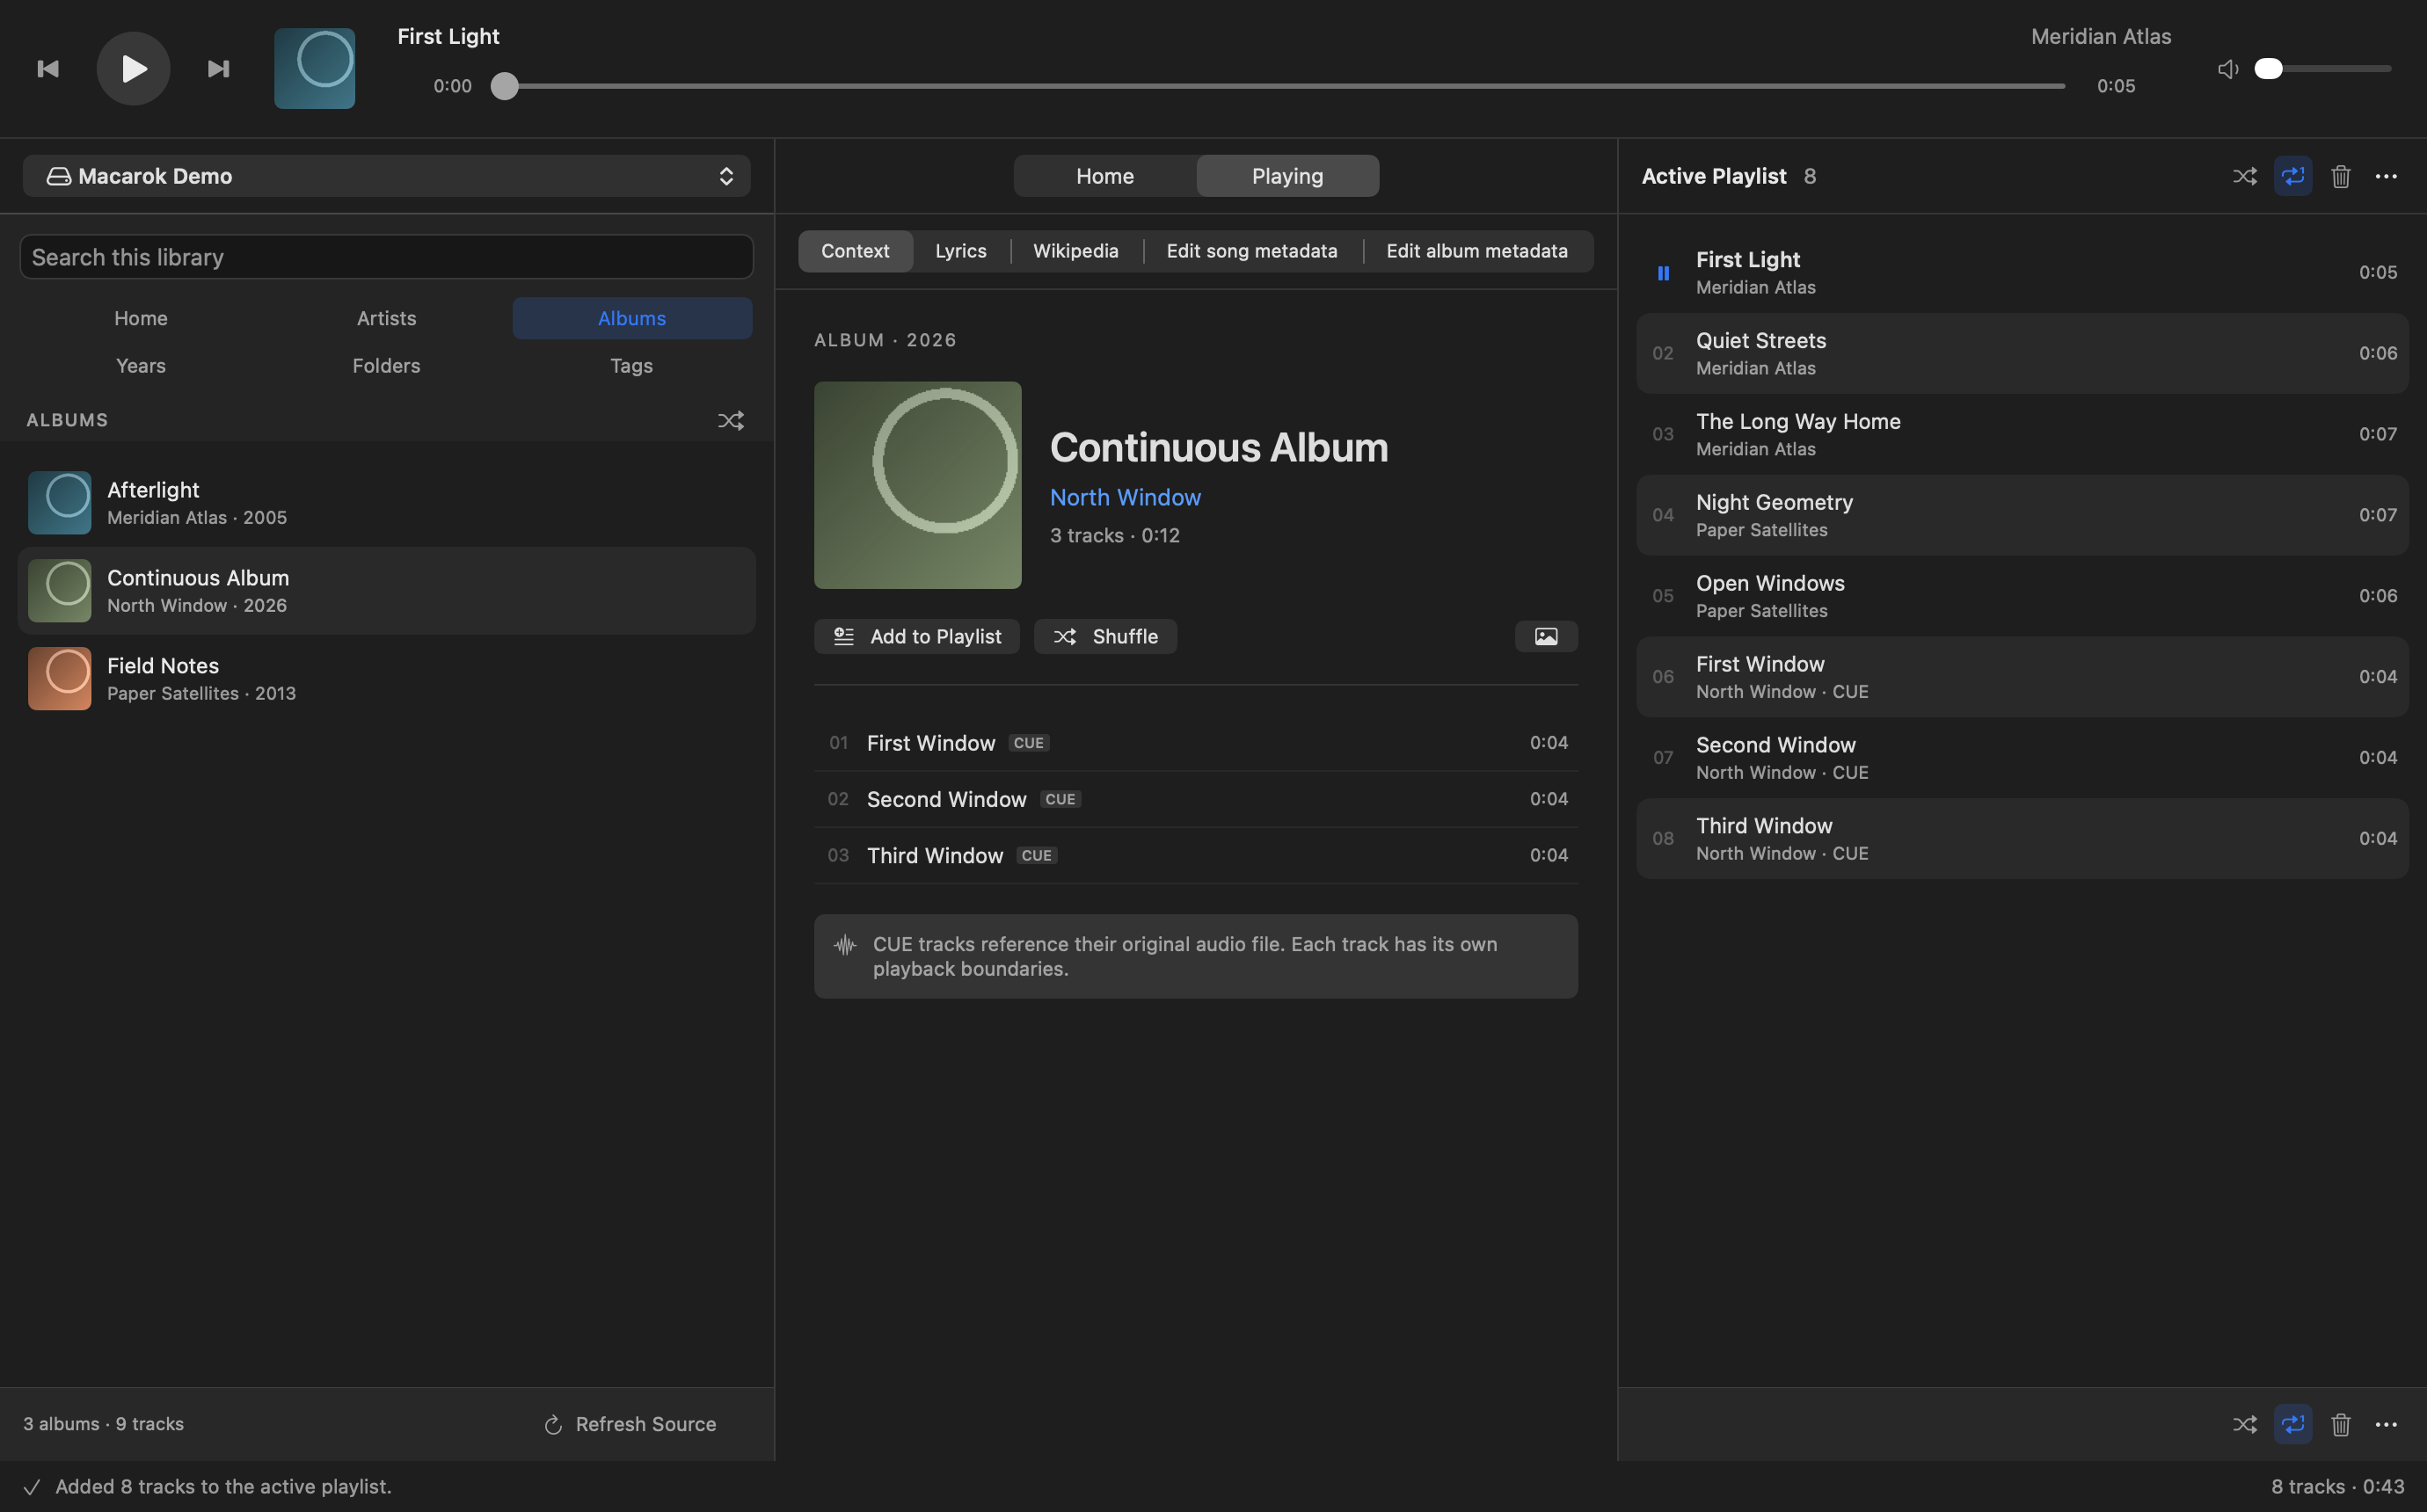 First Light
Meridian Atlas
0:00
0:05
Macarok Demo
Search this library
Home
Artists
Albums
Years
Folders
Tags
ALBUMS
Afterlight
Meridian Atlas · 2005
Continuous Album
North Window · 2026
Field Notes
Paper Satellites · 2013
3 albums · 9 tracks
Refresh Source
Home
Playing
Context
Lyrics
Wikipedia
Edit song metadata
Edit album metadata
ALBUM · 2026
Continuous Album
North Window
3 tracks · 0:12
Add to Playlist
Shuffle
01 First Window CUE 0:04
02 Second Window CUE 0:04
03 Third Window CUE 0:04
CUE tracks reference their original audio file. Each track has its own
playback boundaries.
Active Playlist 8
First Light
Meridian Atlas
0:05
02 Quiet Streets
Meridian Atlas
0:06
03 The Long Way Home
Meridian Atlas
0:07
04 Night Geometry
Paper Satellites
0:07
05 Open Windows
Paper Satellites
0:06
06 First Window
North Window · CUE
0:04
07 Second Window
North Window · CUE
0:04
08 Third Window
North Window · CUE
0:04
Added 8 tracks to the active playlist.
8 tracks · 0:43